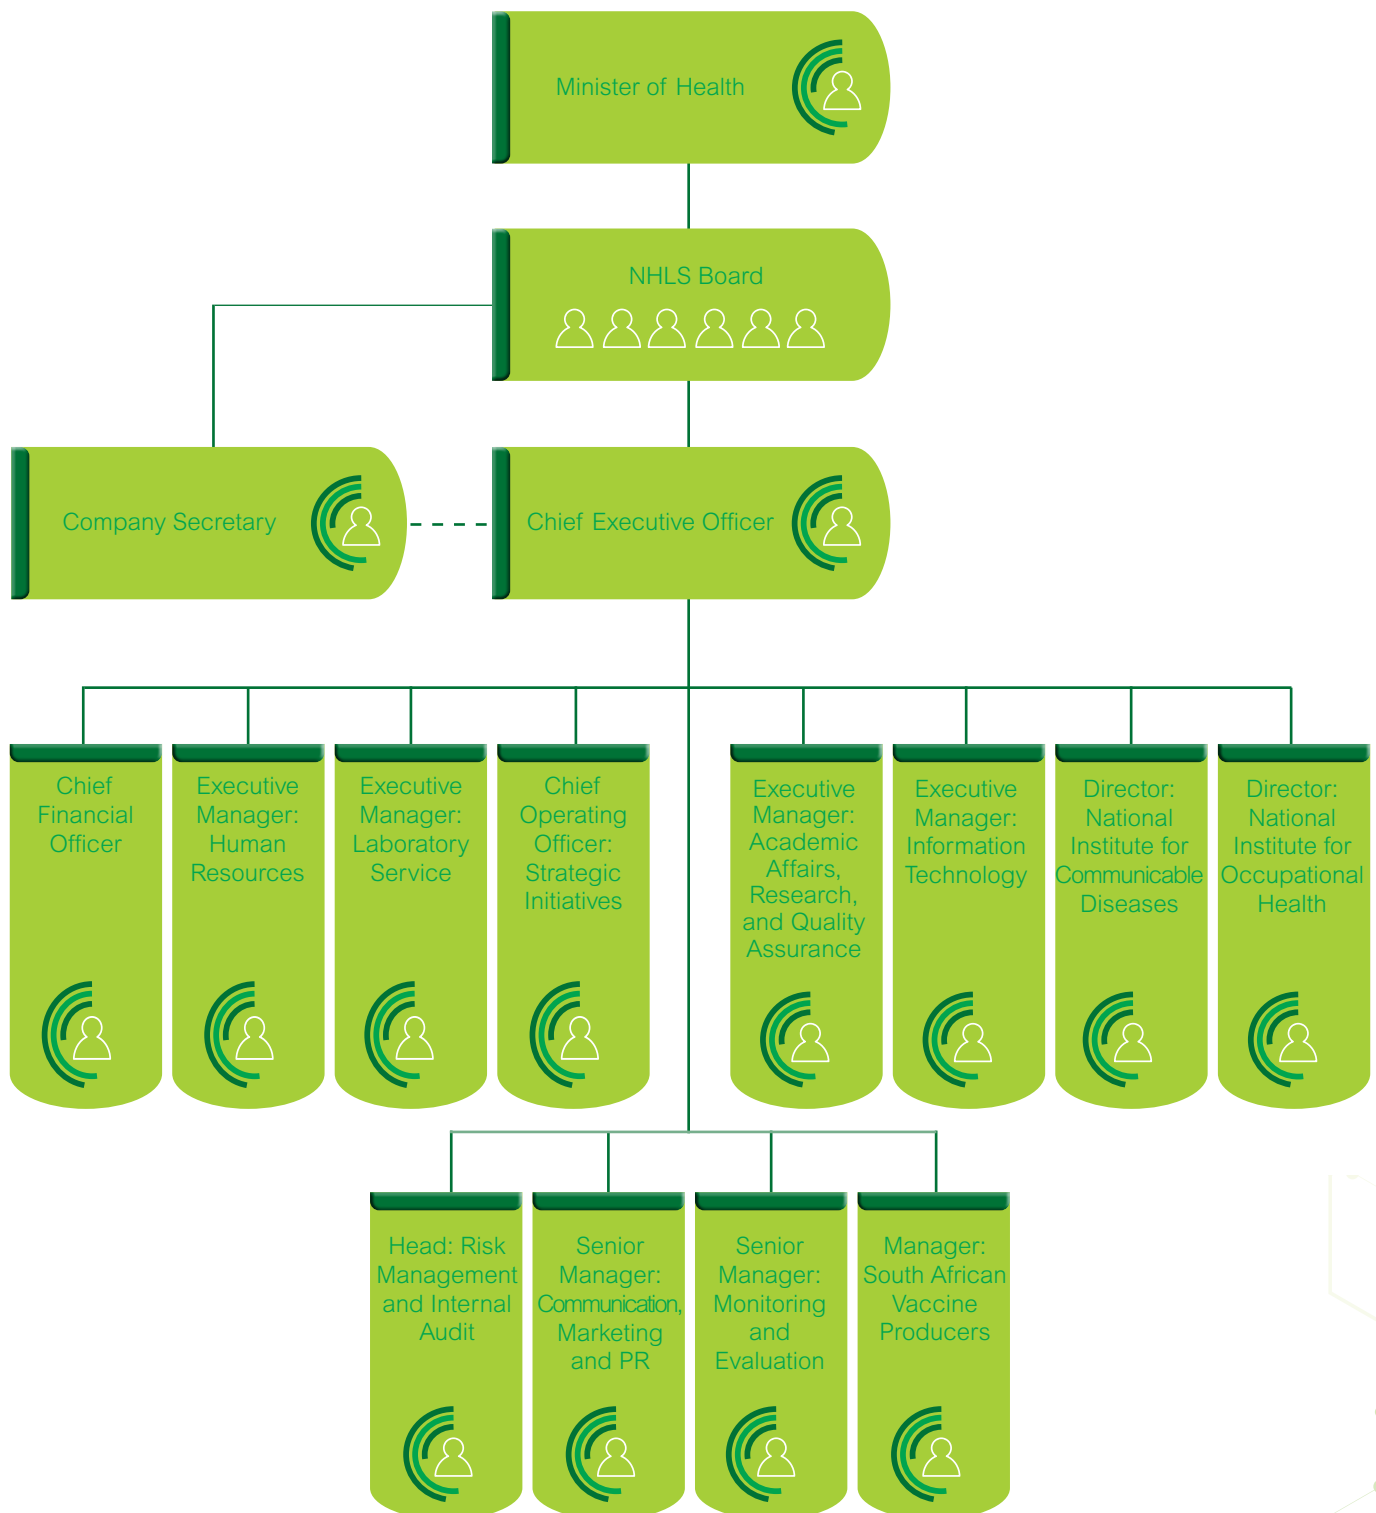 Minister of Health
NHLS Board
Company Secretary
Chief Executive Officer
Chief
Financial
Officer
Executive
Manager:
Human
Resources
Executive
Manager:
Laboratory
Service
Chief
Operating
Officer:
Strategic
Initiatives
Executive
Manager:
Academic
Affairs,
Research,
and Quality
Assurance
Executive
Manager:
Information
Technology
Director:
National
Institute for
Communicable
Diseases
Director:
National
Institute for
Occupational
Health
Head: Risk
Management
and Internal
Audit
Senior
Manager:
Communication,
Marketing
and PR
Senior
Manager:
Monitoring
and
Evaluation
Manager:
South African
Vaccine
Producers